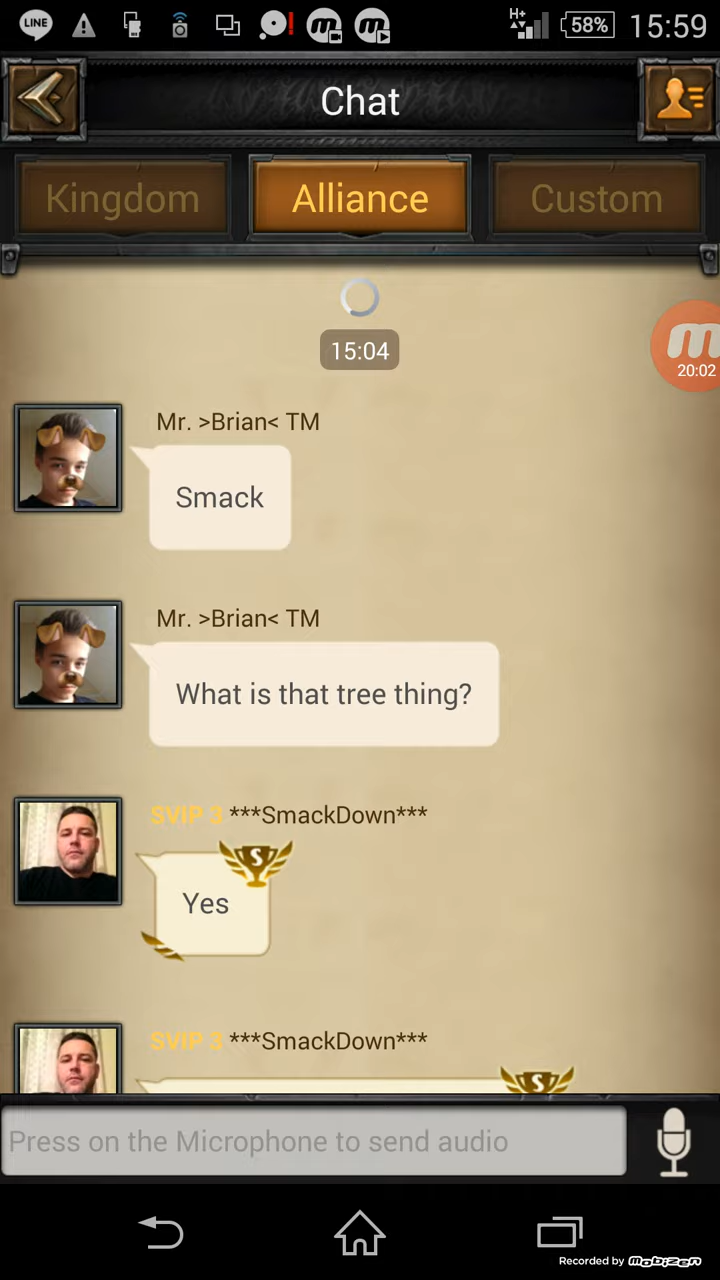 LINE
H+
58%
15:59
Chat
Kingdom
Alliance
Custom
15:04
20:02
Mr. >Brian< TM
Smack
Mr. >Brian< TM
What is that tree thing?
SVIP 3 ***SmackDown***
S
Yes
SVIP 3 ***SmackDown***
S
Press on the Microphone to send audio
Recorded by mobizen